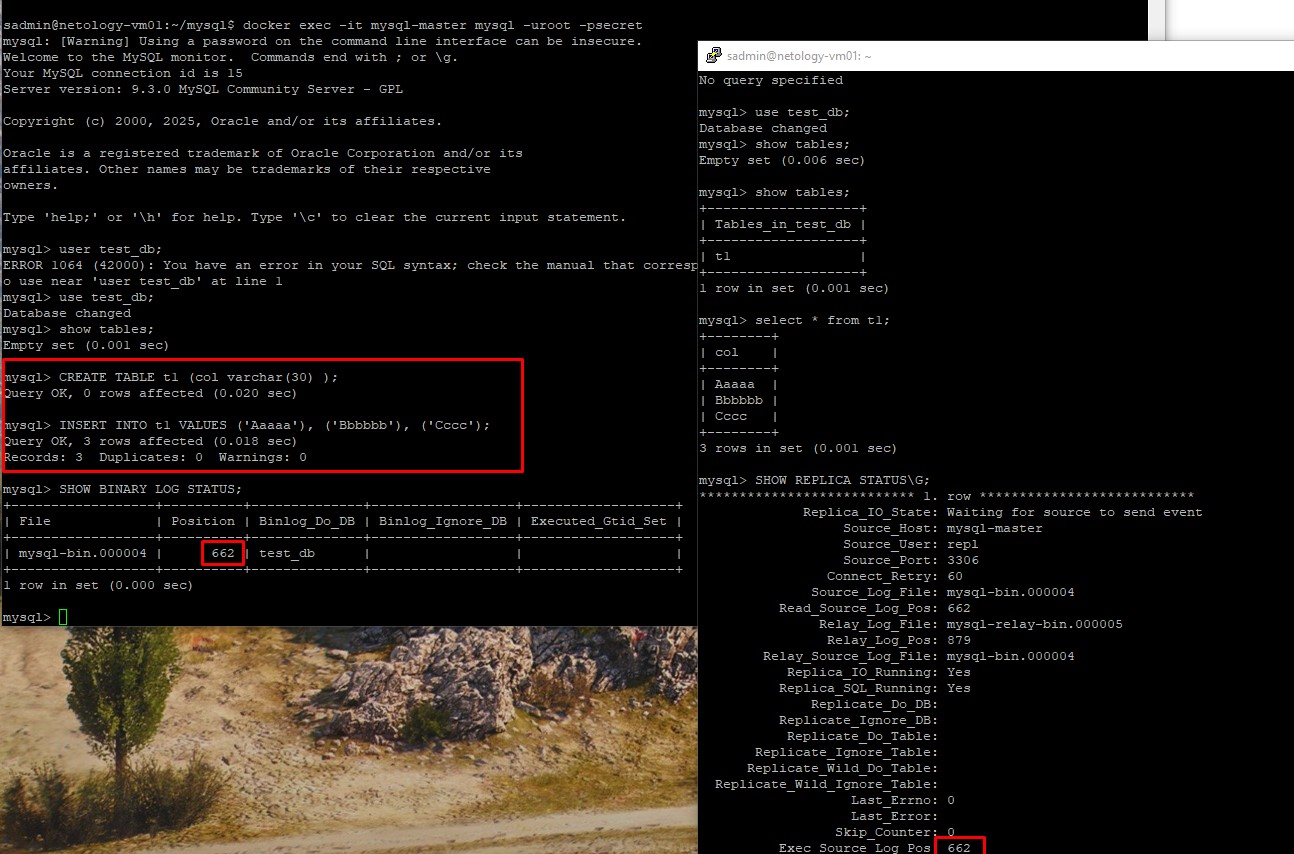 sadmin@netology-vm01:~/mysql$ docker exec -it mysql-master mysql -uroot -psecret
mysql: [Warning] Using a password on the command line interface can be insecure.
Welcome to the MySQL monitor.  Commands end with ; or \g.
Your MySQL connection id is 15
Server version: 9.3.0 MySQL Community Server - GPL
Copyright (c) 2000, 2025, Oracle and/or its affiliates.
Oracle is a registered trademark of Oracle Corporation and/or its
affiliates. Other names may be trademarks of their respective
owners.
Type 'help;' or '\h' for help. Type '\c' to clear the current input statement.
mysql> user test_db;
ERROR 1064 (42000): You have an error in your SQL syntax; check the manual that corresp
o use near 'user test_db' at line 1
mysql> use test_db;
Database changed
mysql> show tables;
Empty set (0.001 sec)
mysql> CREATE TABLE t1 (col varchar(30) );
Query OK, 0 rows affected (0.020 sec)
mysql> INSERT INTO t1 VALUES ('Aaaaa'), ('Bbbbbb'), ('Cccc');
Query OK, 3 rows affected (0.018 sec)
Records: 3  Duplicates: 0  Warnings: 0
mysql> SHOW BINARY LOG STATUS;
+------------------+----------+--------------+------------------+-------------------+
| File             | Position | Binlog_Do_DB | Binlog_Ignore_DB | Executed_Gtid_Set |
+------------------+----------+--------------+------------------+-------------------+
| mysql-bin.000004 |      662 | test_db      |                  |                   |
+------------------+----------+--------------+------------------+-------------------+
1 row in set (0.000 sec)
mysql>
sadmin@netology-vm01: ~
No query specified
mysql> use test_db;
Database changed
mysql> show tables;
Empty set (0.006 sec)
mysql> show tables;
+-------------------+
| Tables_in_test_db |
+-------------------+
| t1                |
+-------------------+
1 row in set (0.001 sec)
mysql> select * from t1;
+--------+
| col    |
+--------+
| Aaaaa  |
| Bbbbbb |
| Cccc   |
+--------+
3 rows in set (0.001 sec)
mysql> SHOW REPLICA STATUS\G;
*************************** 1. row ***************************
Replica_IO_State: Waiting for source to send event
Source_Host: mysql-master
Source_User: repl
Source_Port: 3306
Connect_Retry: 60
Source_Log_File: mysql-bin.000004
Read_Source_Log_Pos: 662
Relay_Log_File: mysql-relay-bin.000005
Relay_Log_Pos: 879
Relay_Source_Log_File: mysql-bin.000004
Replica_IO_Running: Yes
Replica_SQL_Running: Yes
Replicate_Do_DB:
Replicate_Ignore_DB:
Replicate_Do_Table:
Replicate_Ignore_Table:
Replicate_Wild_Do_Table:
Replicate_Wild_Ignore_Table:
Last_Errno: 0
Last_Error:
Skip_Counter: 0
Exec_Source_Log_Pos 662